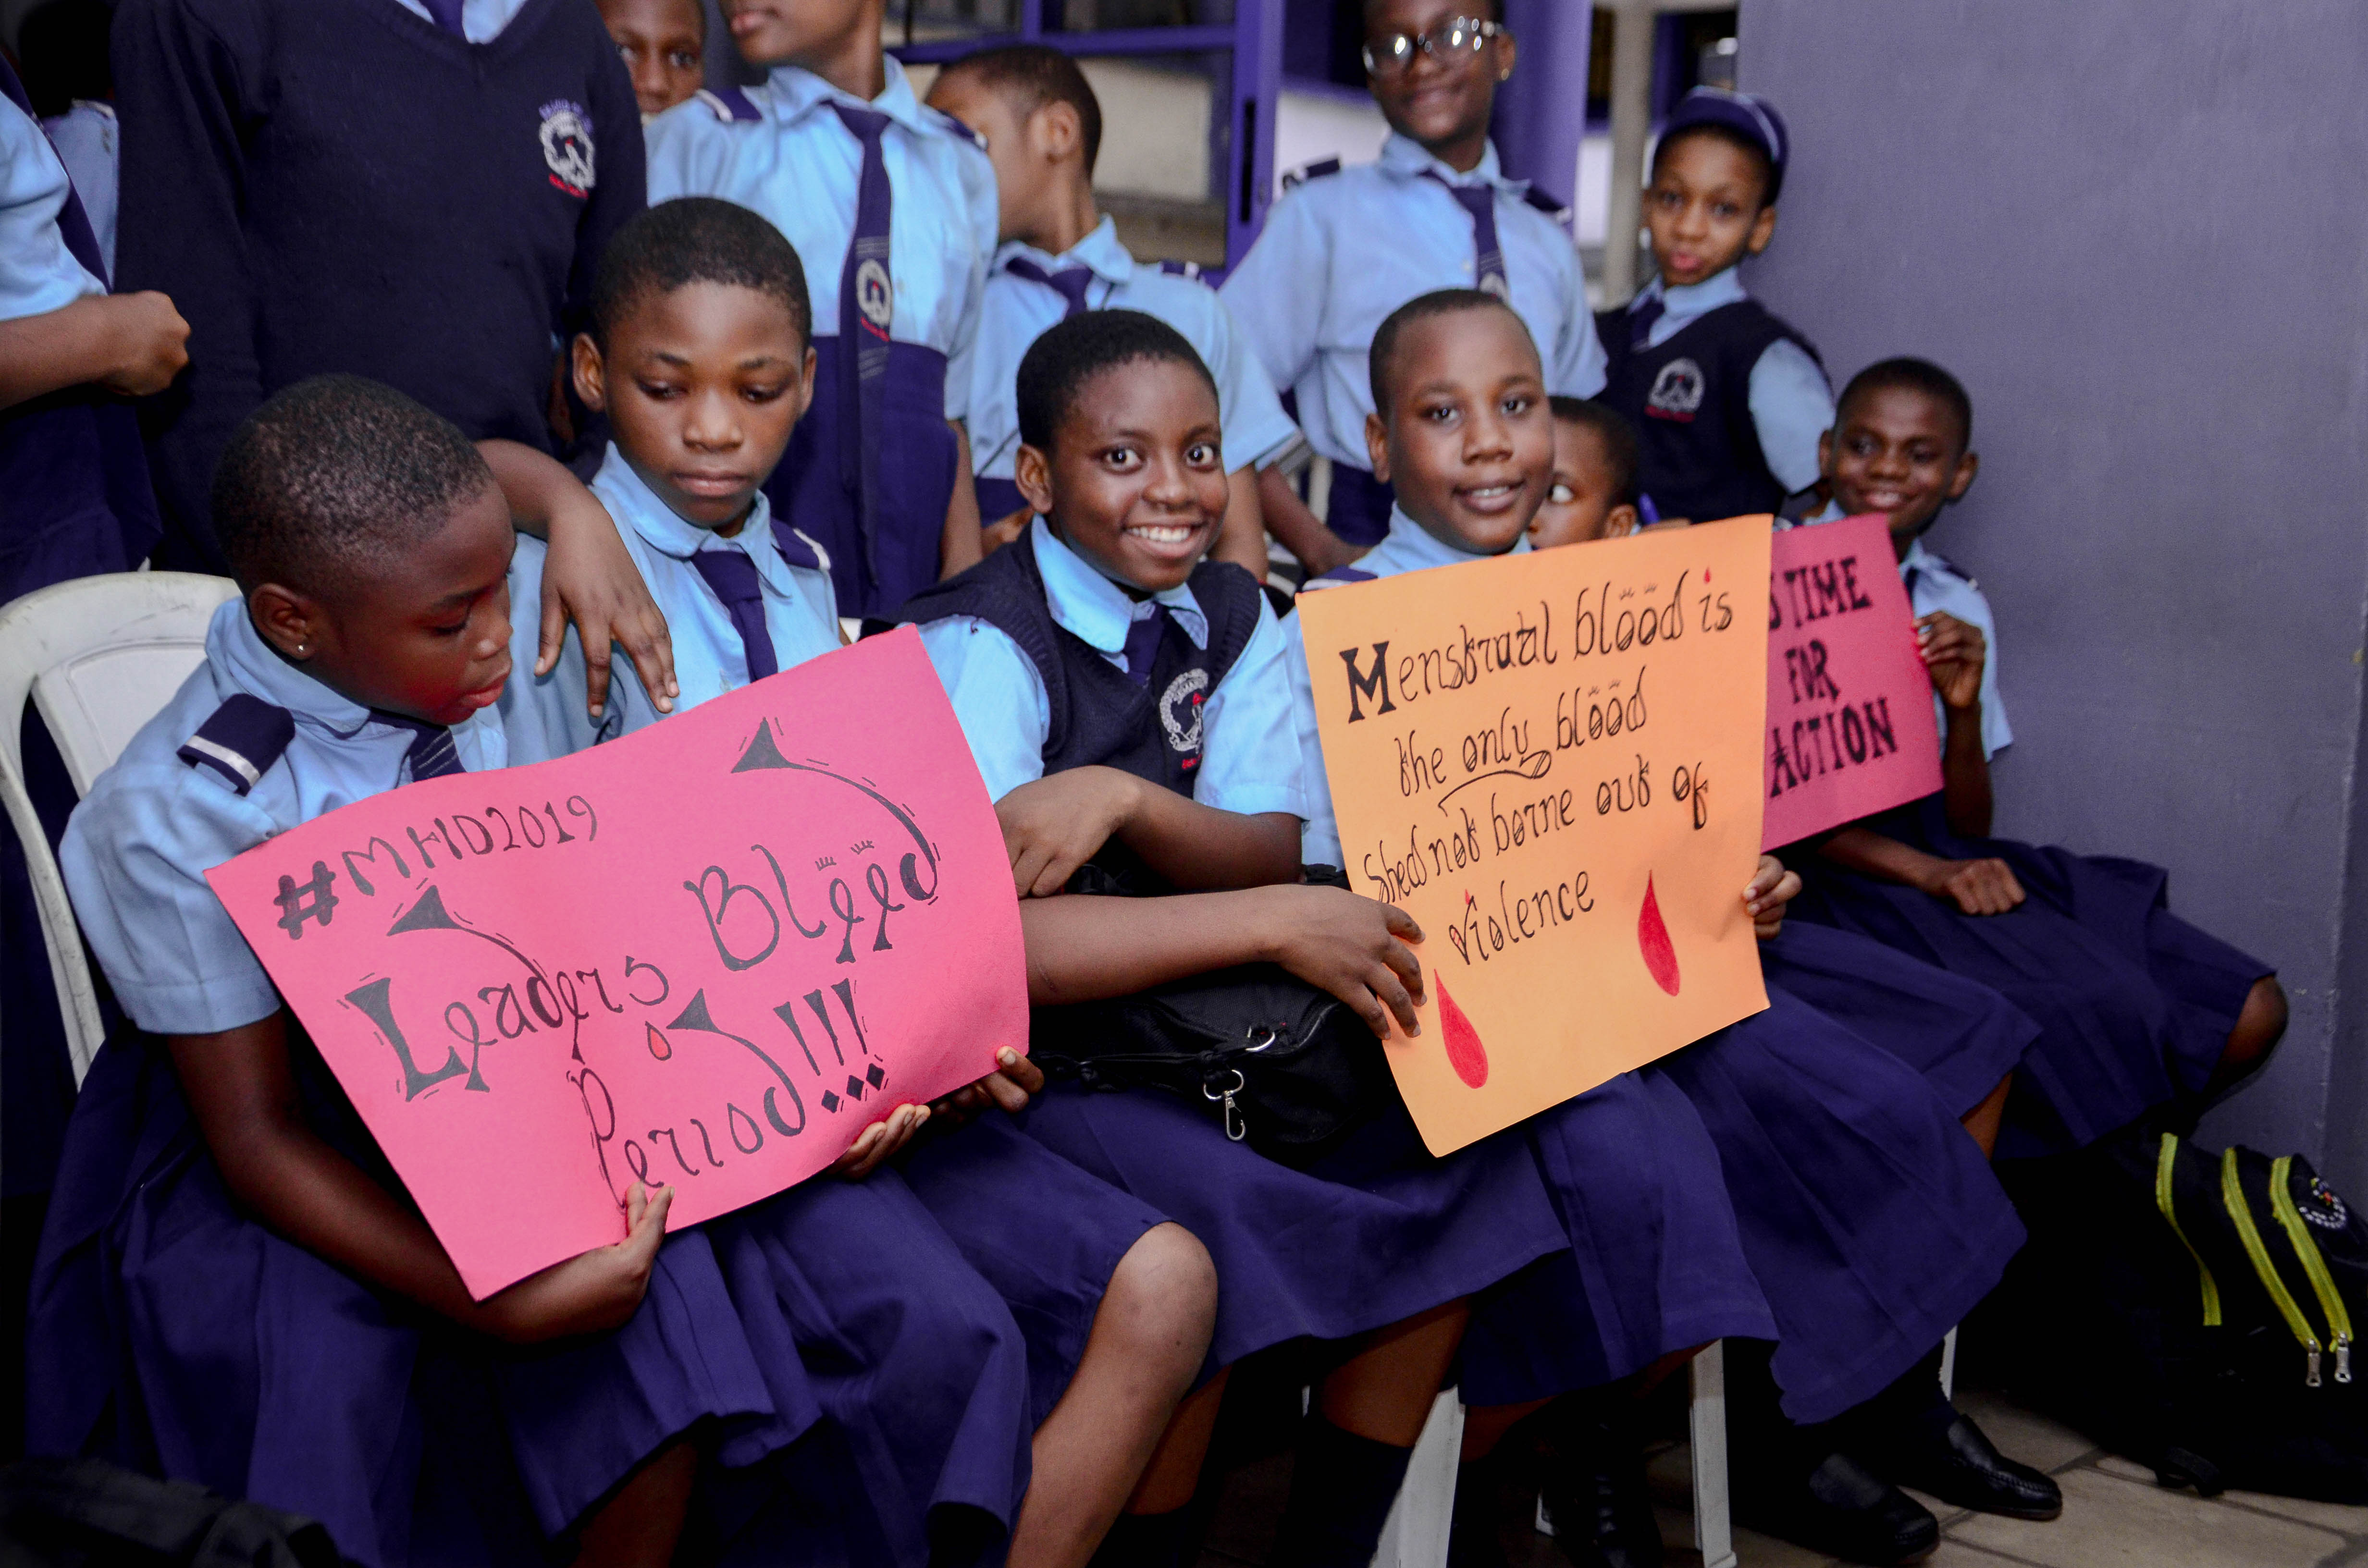 #MHD2019
Leaders Bleed
Period!!!
Menstrual blood is
the only blood
shed not borne out of
violence
TIME
FOR
ACTION